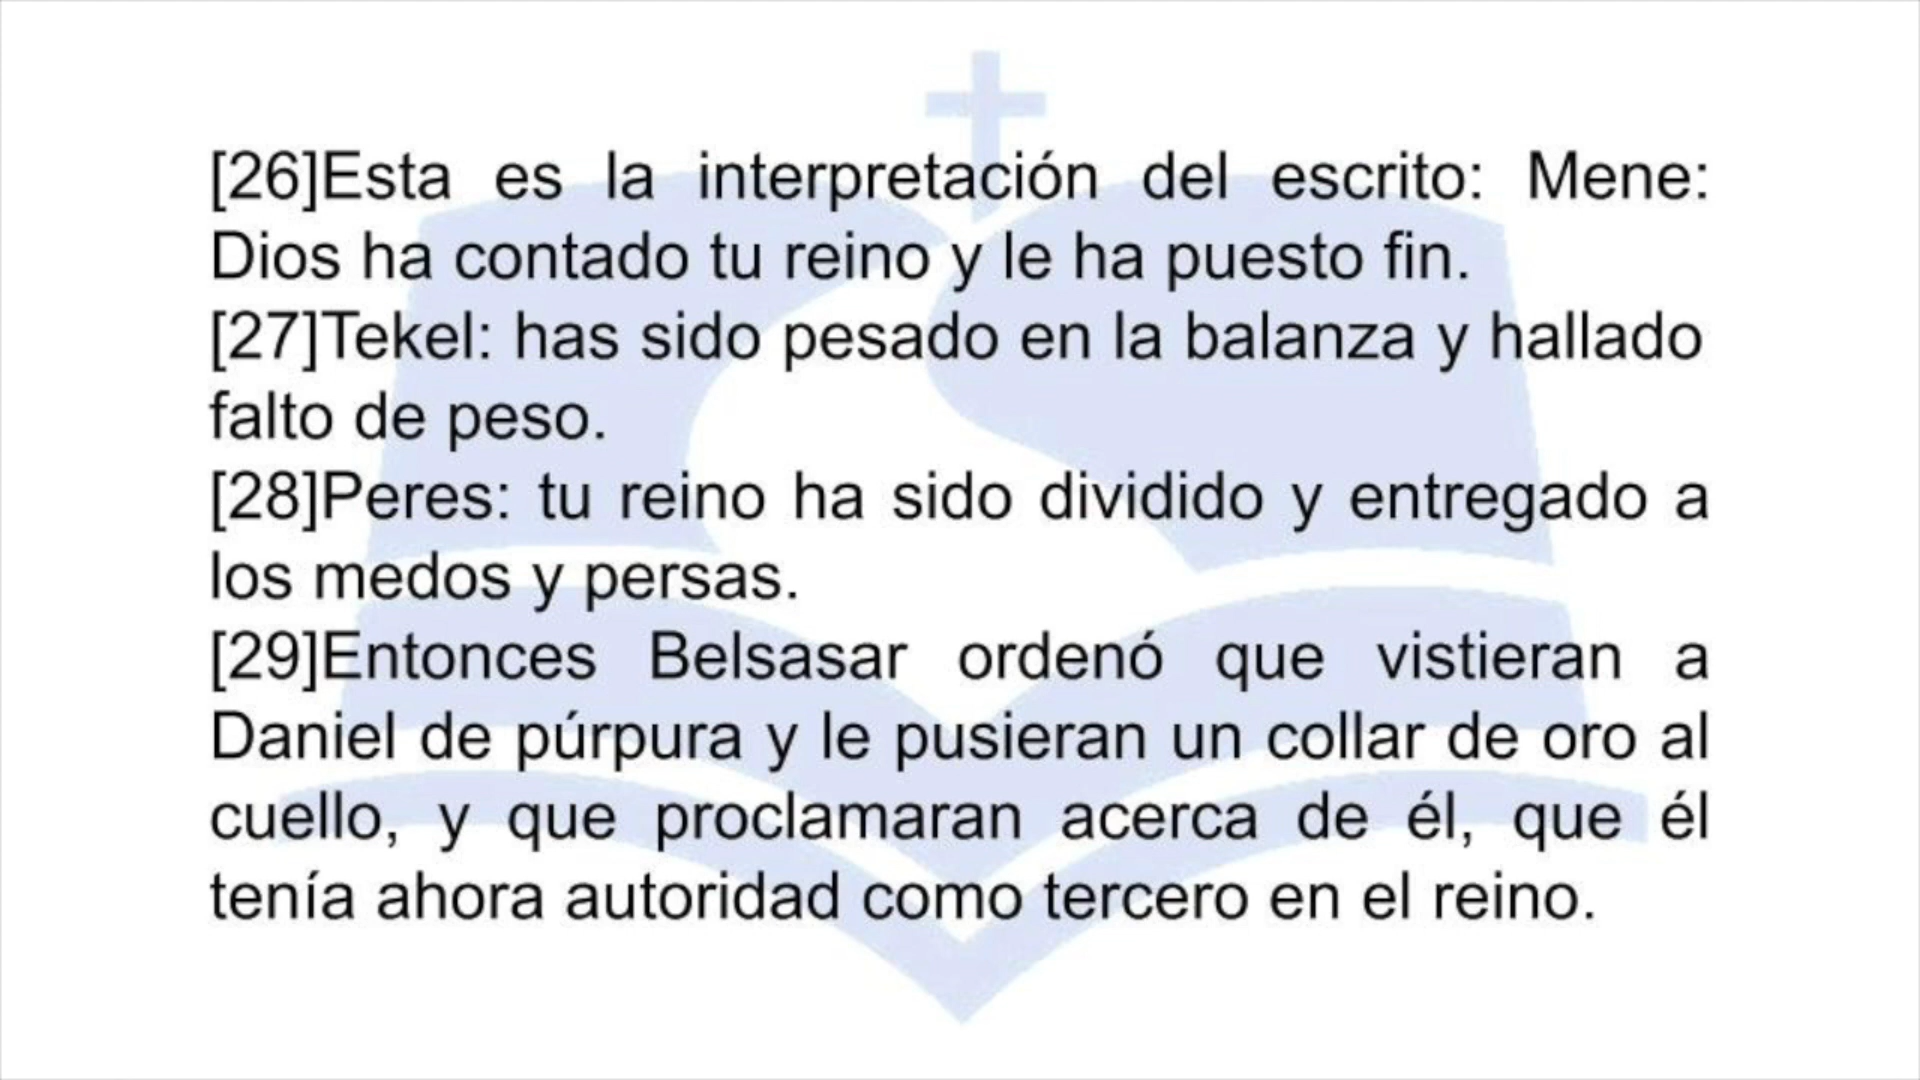 [26]Esta es la interpretación del escrito: Mene:
Dios ha contado tu reino y le ha puesto fin.
[27]Tekel: has sido pesado en la balanza y hallado
falto de peso.
[28]Peres: tu reino ha sido dividido y entregado a
los medos y persas.
[29]Entonces Belsasar ordenó que vistieran a
Daniel de púrpura y le pusieran un collar de oro al
cuello, y que proclamaran acerca de él, que él
tenía ahora autoridad como tercero en el reino.